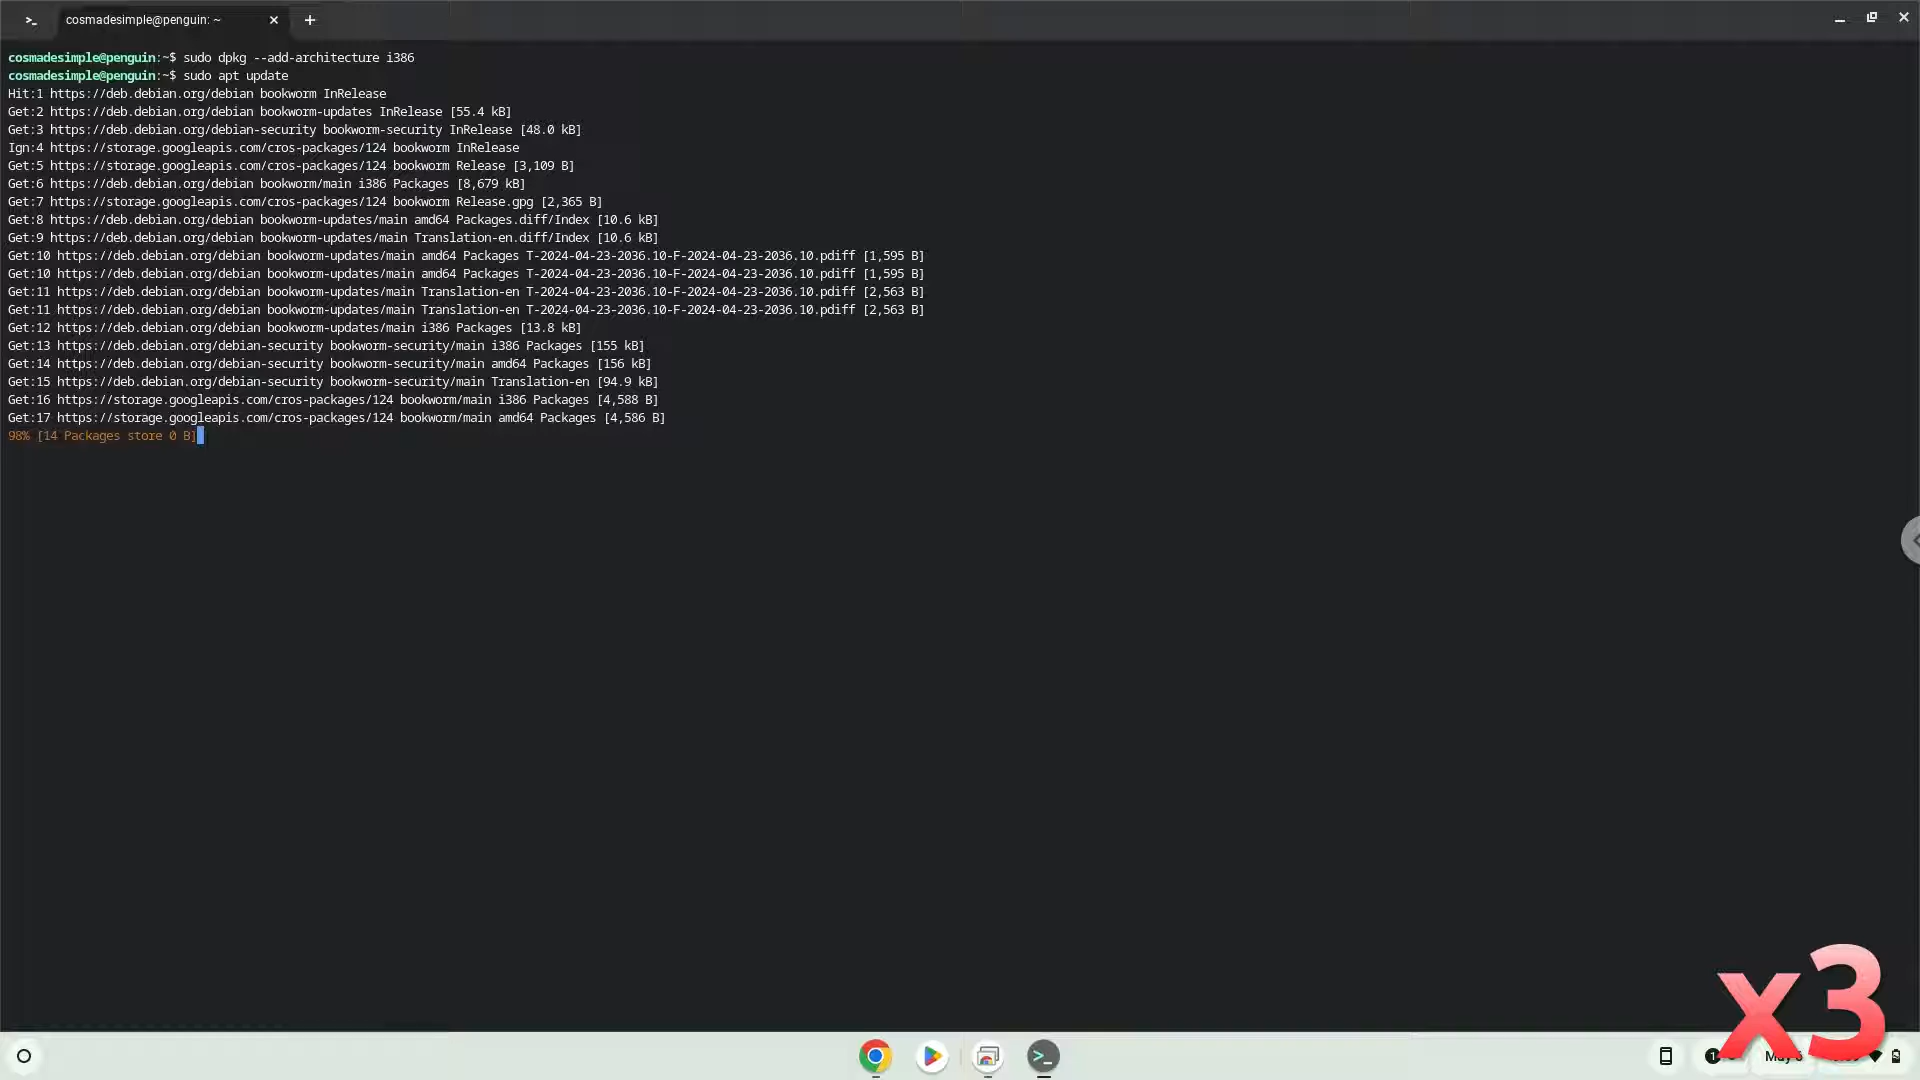 >_ cosmadesimple@penguin: ~
cosmadesimple@penguin:~$ sudo dpkg --add-architecture i386
cosmadesimple@penguin:~$ sudo apt update
Hit:1 https://deb.debian.org/debian bookworm InRelease
Get:2 https://deb.debian.org/debian bookworm-updates InRelease [55.4 kB]
Get:3 https://deb.debian.org/debian-security bookworm-security InRelease [48.0 kB]
Ign:4 https://storage.googleapis.com/cros-packages/124 bookworm InRelease
Get:5 https://storage.googleapis.com/cros-packages/124 bookworm Release [3,109 B]
Get:6 https://deb.debian.org/debian bookworm/main i386 Packages [8,679 kB]
Get:7 https://storage.googleapis.com/cros-packages/124 bookworm Release.gpg [2,365 B]
Get:8 https://deb.debian.org/debian bookworm-updates/main amd64 Packages.diff/Index [10.6 kB]
Get:9 https://deb.debian.org/debian bookworm-updates/main Translation-en.diff/Index [10.6 kB]
Get:10 https://deb.debian.org/debian bookworm-updates/main amd64 Packages T-2024-04-23-2036.10-F-2024-04-23-2036.10.pdiff [1,595 B]
Get:10 https://deb.debian.org/debian bookworm-updates/main amd64 Packages T-2024-04-23-2036.10-F-2024-04-23-2036.10.pdiff [1,595 B]
Get:11 https://deb.debian.org/debian bookworm-updates/main Translation-en T-2024-04-23-2036.10-F-2024-04-23-2036.10.pdiff [2,563 B]
Get:11 https://deb.debian.org/debian bookworm-updates/main Translation-en T-2024-04-23-2036.10-F-2024-04-23-2036.10.pdiff [2,563 B]
Get:12 https://deb.debian.org/debian bookworm-updates/main i386 Packages [13.8 kB]
Get:13 https://deb.debian.org/debian-security bookworm-security/main i386 Packages [155 kB]
Get:14 https://deb.debian.org/debian-security bookworm-security/main amd64 Packages [156 kB]
Get:15 https://deb.debian.org/debian-security bookworm-security/main Translation-en [94.9 kB]
Get:16 https://storage.googleapis.com/cros-packages/124 bookworm/main i386 Packages [4,588 B]
Get:17 https://storage.googleapis.com/cros-packages/124 bookworm/main amd64 Packages [4,586 B]
98% [14 Packages store 0 B]
x3
>_
1